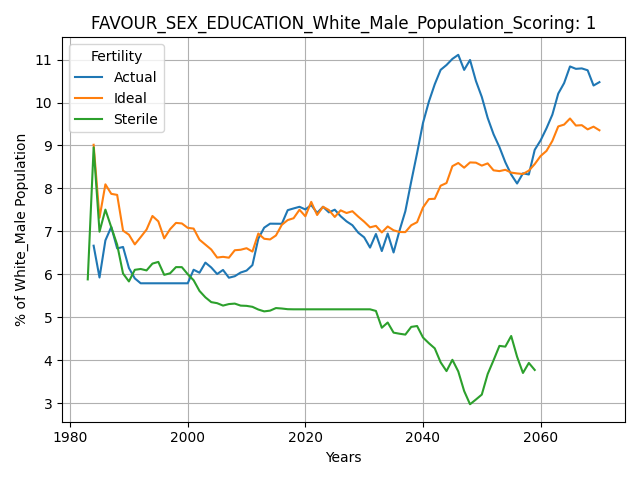 FAVOUR_SEX_EDUCATION_White_Male_Population_Scoring: 1
Fertility
Actual
Ideal
Sterile
% of White_Male Population
11
10
9
8
7
6
5
4
3
1980
2000
2020
2040
2060
Years